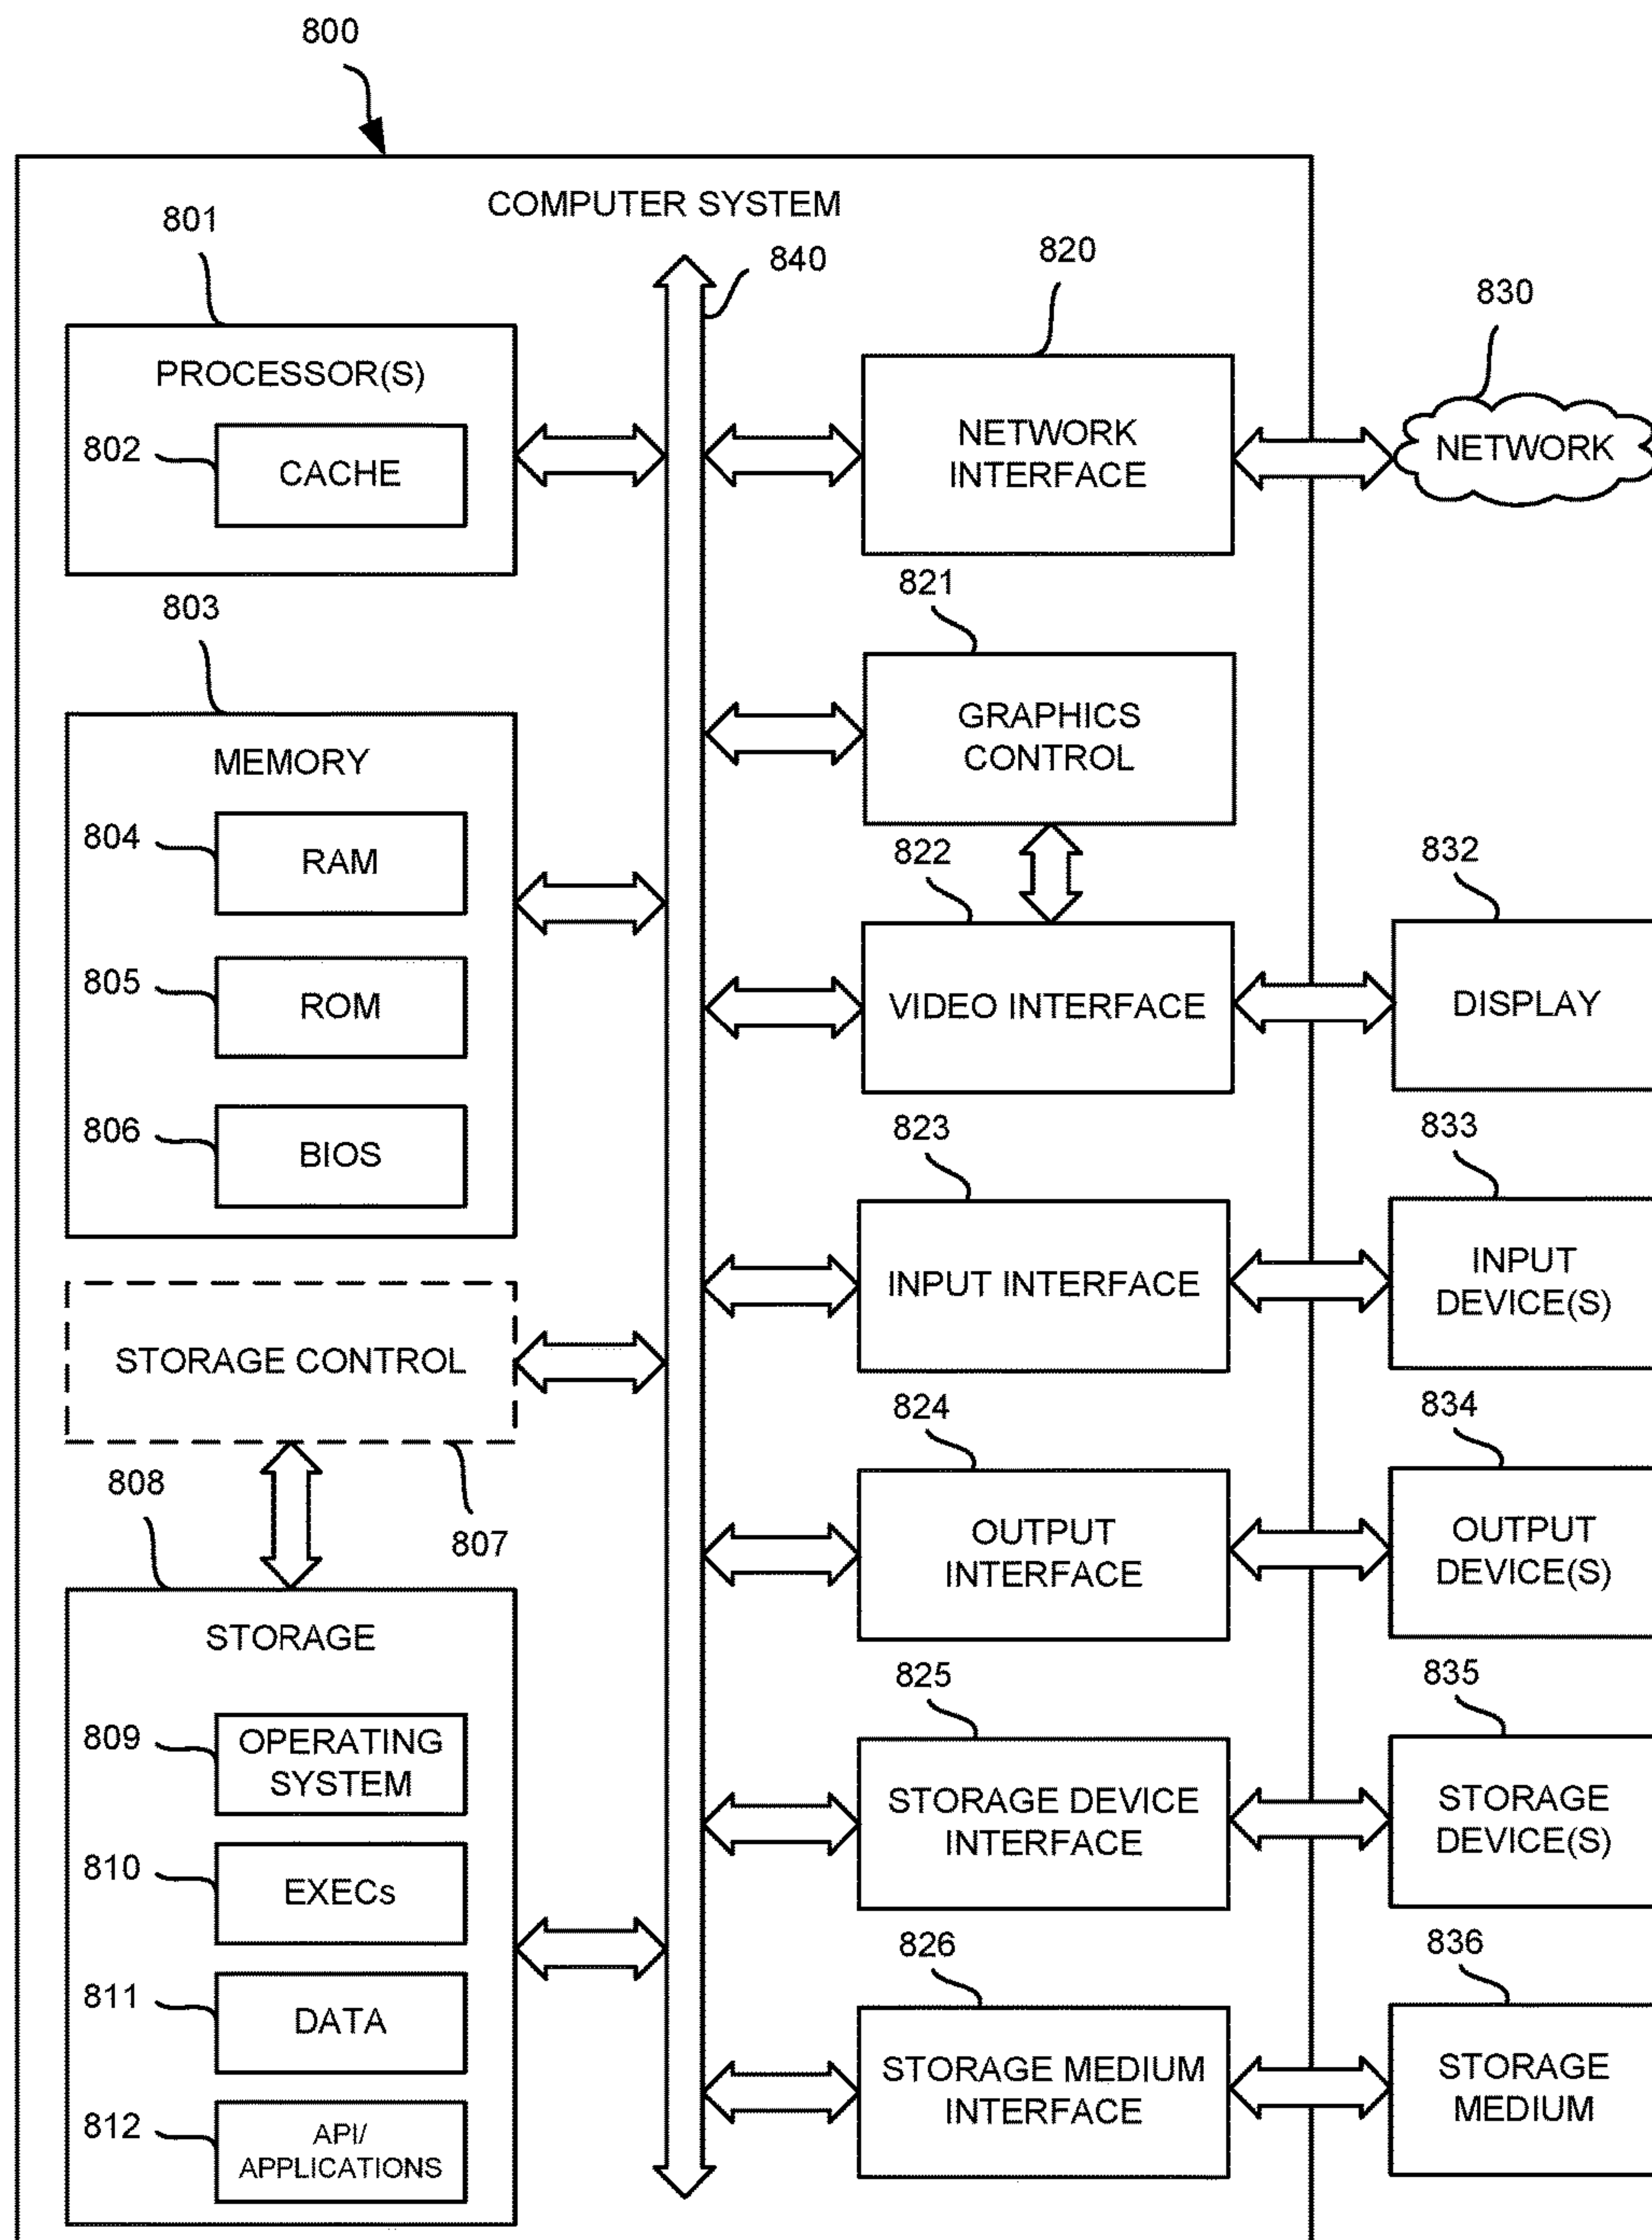 800
COMPUTER SYSTEM
801
PROCESSOR(S)
802
CACHE
803
MEMORY
804
RAM
805
ROM
806
BIOS
STORAGE CONTROL
807
808
STORAGE
809
OPERATING
SYSTEM
810
EXECs
811
DATA
812
API/
APPLICATIONS
840
820
NETWORK
INTERFACE
830
NETWORK
821
GRAPHICS
CONTROL
822
VIDEO INTERFACE
832
DISPLAY
823
INPUT INTERFACE
833
INPUT
DEVICE(S)
824
OUTPUT
INTERFACE
834
OUTPUT
DEVICE(S)
825
STORAGE DEVICE
INTERFACE
835
STORAGE
DEVICE(S)
826
STORAGE MEDIUM
INTERFACE
836
STORAGE
MEDIUM